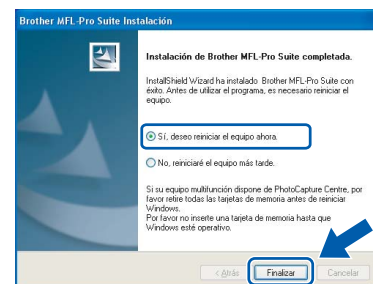 Brother MFL-Pro Suite Instalación
Instalación de Brother MFL-Pro Suite completada.
InstallShield Wizard ha instalado Brother MFL-Pro Suite con
éxito. Antes de utilizar el programa, es necesario reiniciar el
equipo.
Sí, deseo reiniciar el equipo ahora.
No, reiniciaré el equipo más tarde.
Si su equipo multifunción dispone de PhotoCapture Centre, por
favor retire todas las tarjetas de memoria antes de reiniciar
Windows.
Por favor no inserte una tarjeta de memoria hasta que
Windows esté operativo.
< Atrás Finalizar Cancelar